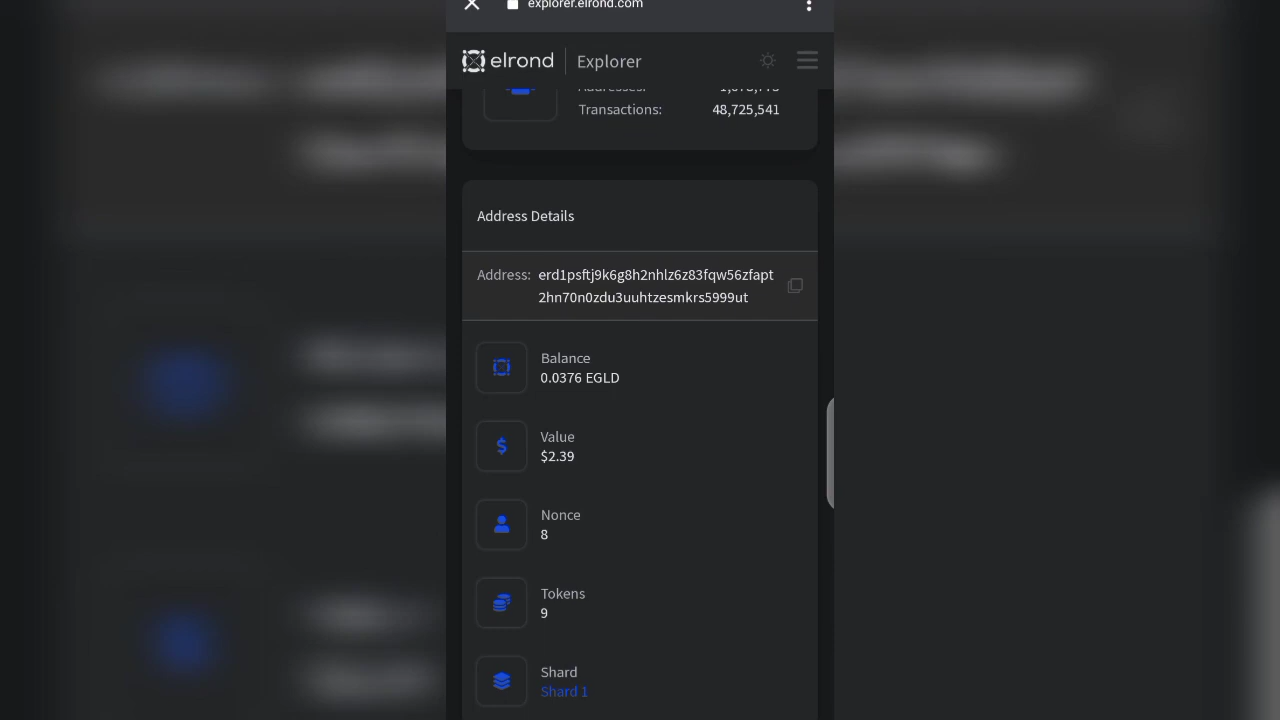 explorer.elrond.com
elrond Explorer
Transactions: 48,725,541
Address Details
Address: erd1psftj9k6g8h2nhlz6z83fqw56zfapt
2hn70n0zdu3uuhtzesmkrs5999ut
Balance
0.0376 EGLD
Value
$2.39
Nonce
8
Tokens
9
Shard
Shard 1